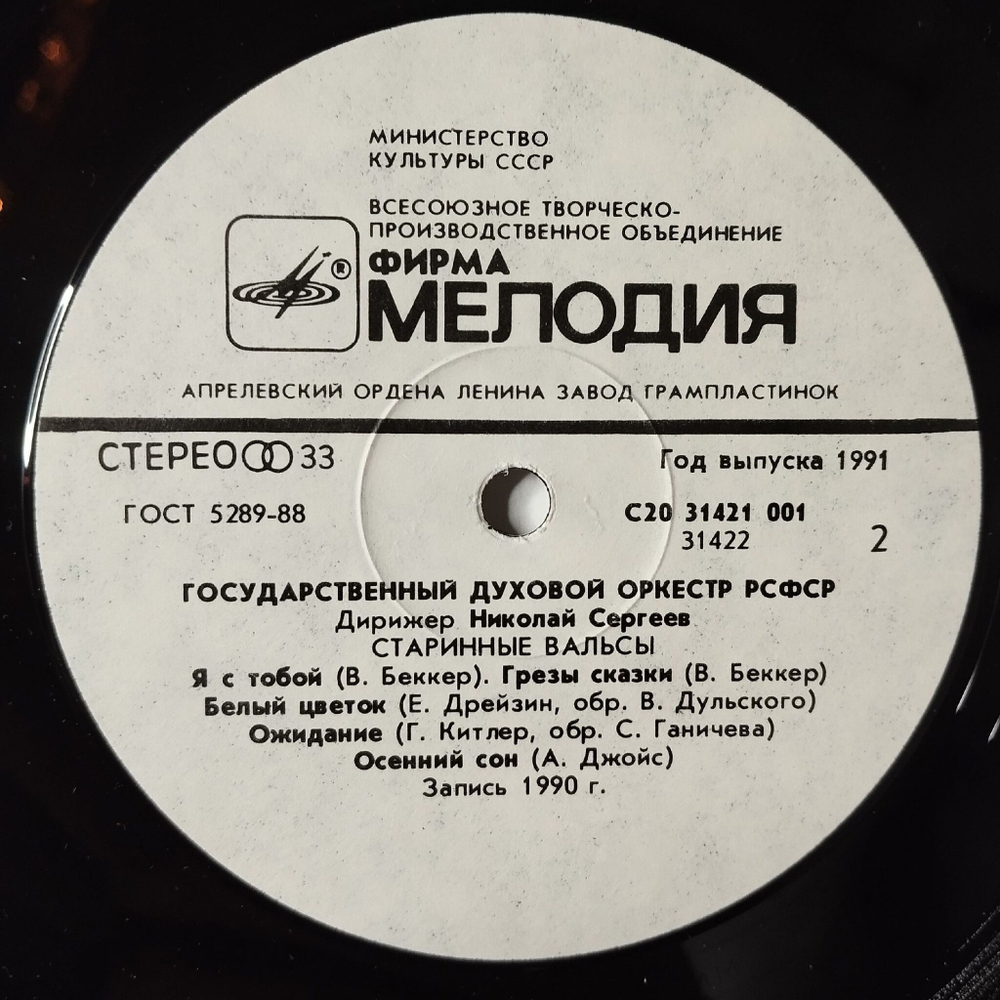 МИНИСТЕРСТВО
КУЛЬТУРЫ СССР
ВСЕСОЮЗНОЕ ТВОРЧЕСКО-
ПРОИЗВОДСТВЕННОЕ ОБЪЕДИНЕНИЕ
ФИРМА
®
МЕЛОДИЯ
АПРЕЛЕВСКИЙ ОРДЕНА ЛЕНИНА ЗАВОД ГРАМПЛАСТИНОК
СТЕРЕО 33
Год выпуска 1991
ГОСТ 5289-88
С20 31421 001
31422
2
ГОСУДАРСТВЕННЫЙ ДУХОВОЙ ОРКЕСТР РСФСР
Дирижер Николай Сергеев
СТАРИННЫЕ ВАЛЬСЫ
Я с тобой (В. Беккер). Грезы сказки (В. Беккер)
Белый цветок (Е. Дрейзин, обр. В. Дульского)
Ожидание (Г. Китлер, обр. С. Ганичева)
Осенний сон (А. Джойс)
Запись 1990 г.